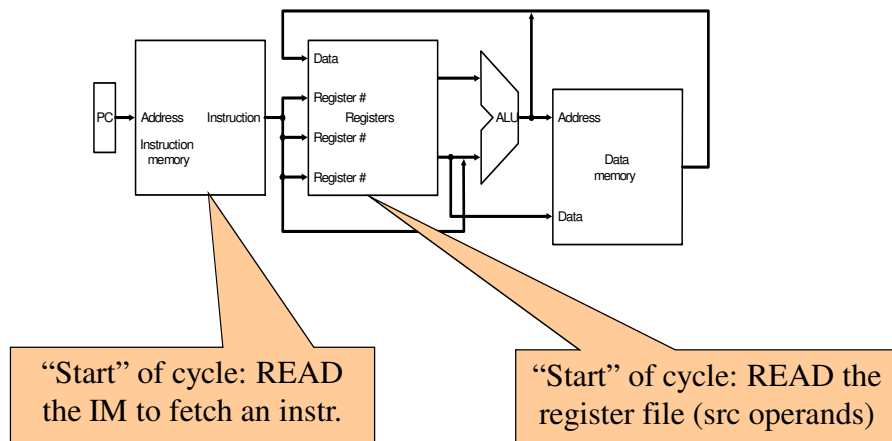 Data
Register #
PC
Address
Instruction
Registers
ALU
Address
Instruction
memory
Register #
Data
memory
Register #
Data
“Start” of cycle: READ
the IM to fetch an instr.
“Start” of cycle: READ the
register file (src operands)